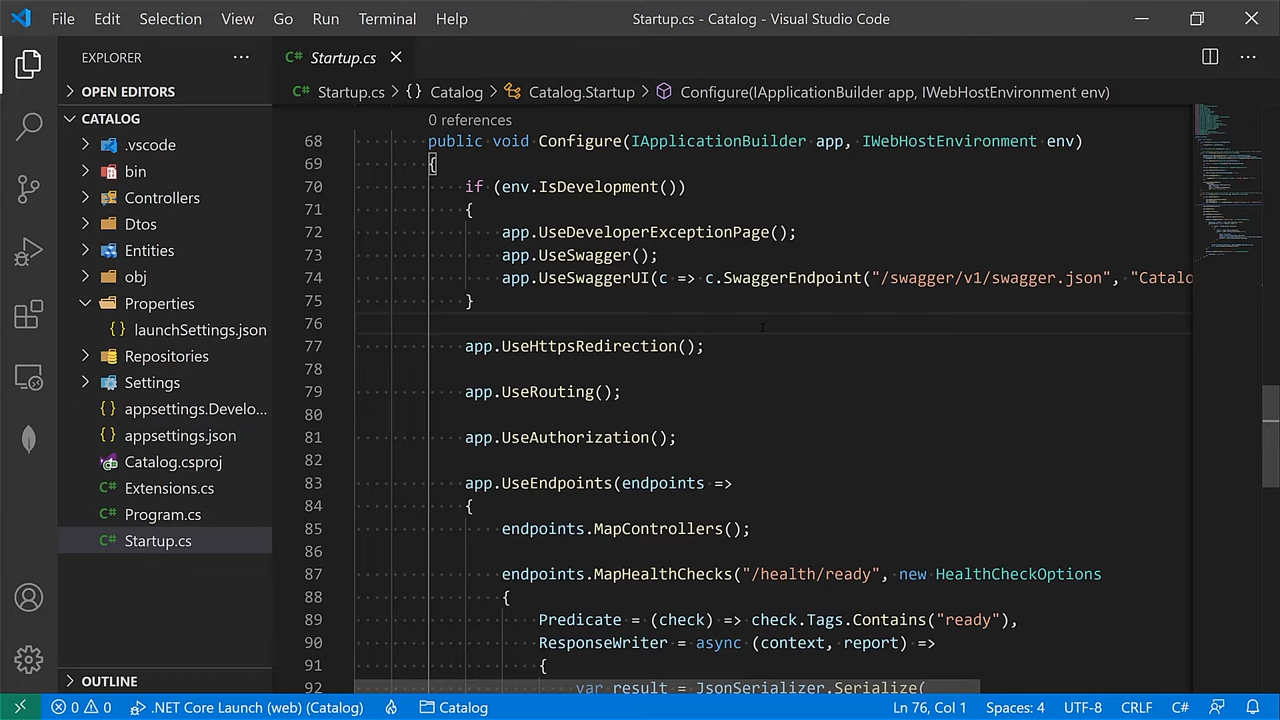 File Edit Selection View Go Run Terminal Help Startup.cs - Catalog - Visual Studio Code
EXPLORER
Startup.cs
OPEN EDITORS
Startup.cs > {} Catalog > Catalog.Startup > Configure(IApplicationBuilder app, IWebHostEnvironment env)
CATALOG
.vscode
bin
Controllers
Dtos
Entities
obj
Properties
launchSettings.json
Repositories
Settings
appsettings.Develo...
appsettings.json
Catalog.csproj
Extensions.cs
Program.cs
Startup.cs
OUTLINE
0 references
68 public void Configure(IApplicationBuilder app, IWebHostEnvironment env)
69 {
70 if (env.IsDevelopment())
71 {
72 app.UseDeveloperExceptionPage();
73 app.UseSwagger();
74 app.UseSwaggerUI(c => c.SwaggerEndpoint("/swagger/v1/swagger.json", "Catalo
75 }
76
77 app.UseHttpsRedirection();
78
79 app.UseRouting();
80
81 app.UseAuthorization();
82
83 app.UseEndpoints(endpoints =>
84 {
85 endpoints.MapControllers();
86
87 endpoints.MapHealthChecks("/health/ready", new HealthCheckOptions
88 {
89 Predicate = (check) => check.Tags.Contains("ready"),
90 ResponseWriter = async (context, report) =>
91 {
92 var result = JsonSerializer.Serialize(
0 0 .NET Core Launch (web) (Catalog) Catalog Ln 76, Col 1 Spaces: 4 UTF-8 CRLF C#